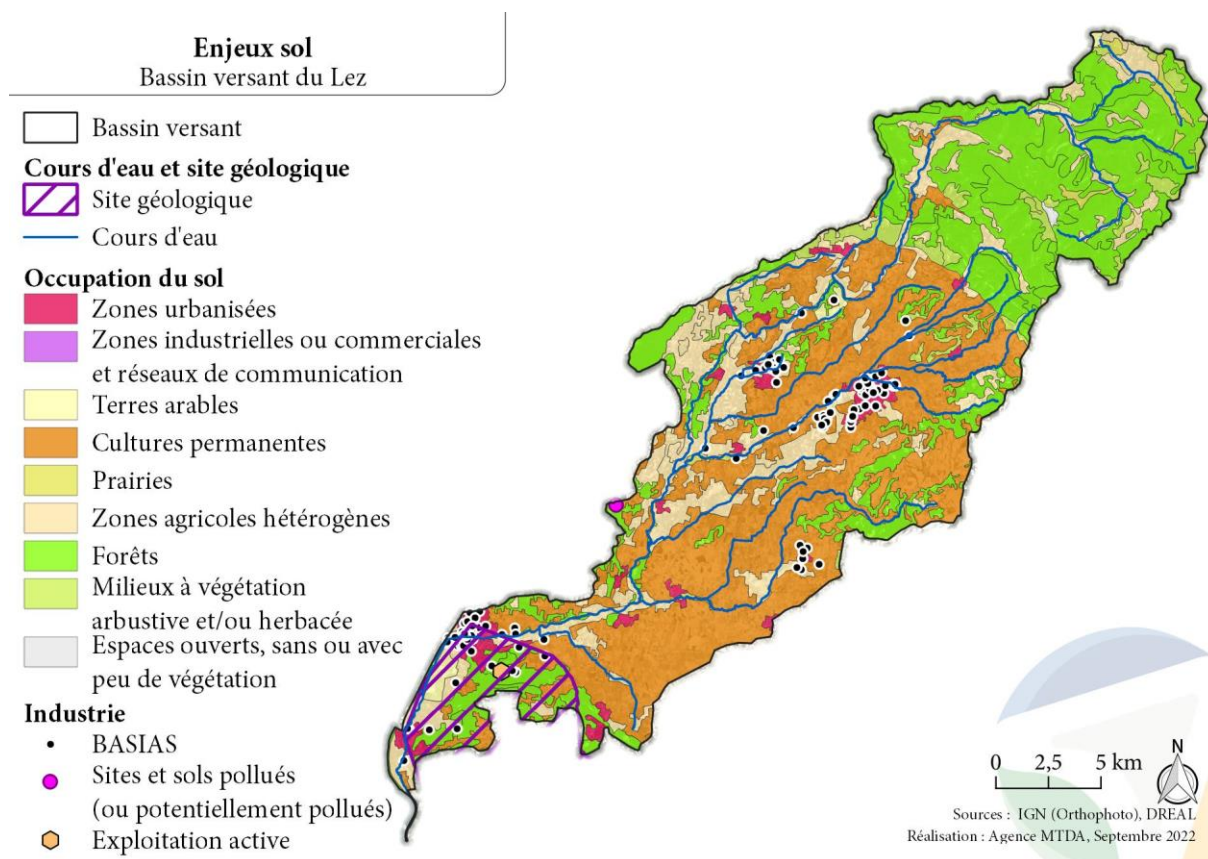 Enjeux sol
Bassin versant du Lez
Bassin versant
Cours d'eau et site géologique
Site géologique
Cours d'eau
Occupation du sol
Zones urbanisées
Zones industrielles ou commerciales
et réseaux de communication
Terres arables
Cultures permanentes
Prairies
Zones agricoles hétérogènes
Forêts
Milieux à végétation
arbustive et/ou herbacée
Espaces ouverts, sans ou avec
peu de végétation
Industrie
BASIAS
Sites et sols pollués
(ou potentiellement pollués)
Exploitation active
0 2,5 5 km
N
Sources : IGN (Orthophoto), DREAL
Réalisation : Agence MTDA, Septembre 2022